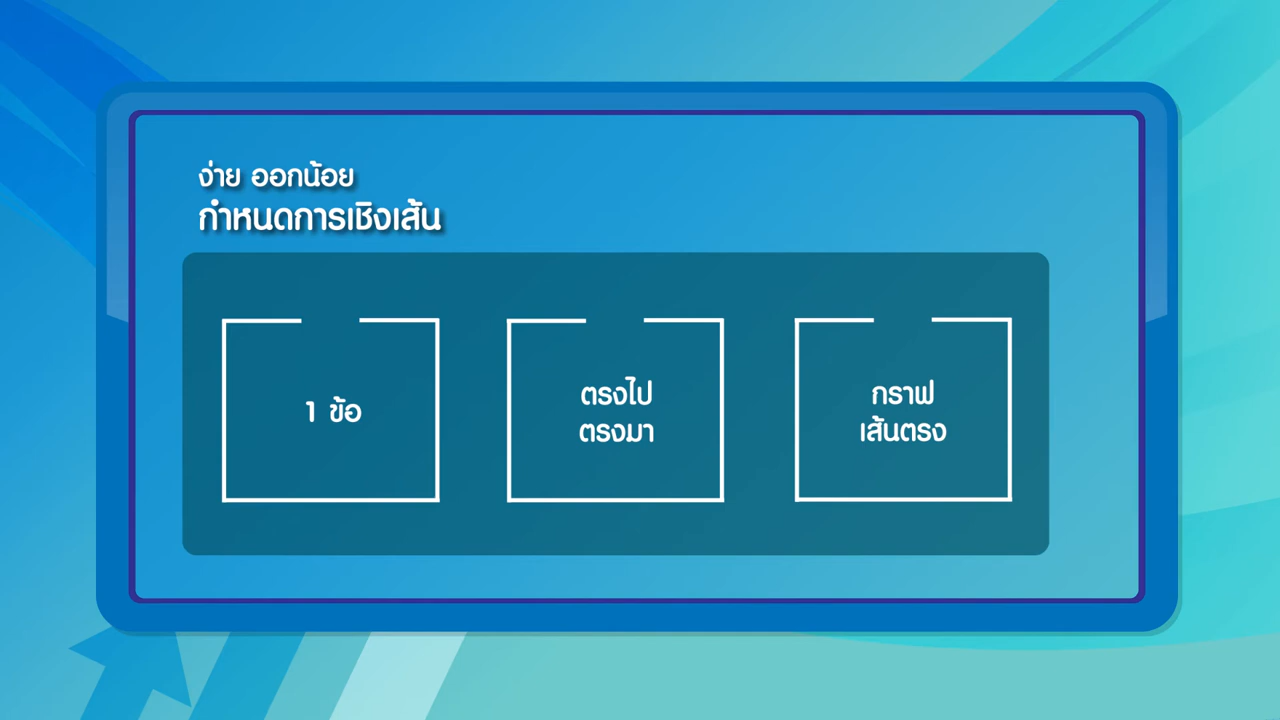 ง่าย ออกน้อย
กำหนดการเชิงเส้น
1 ข้อ
ตรงไป
ตรงมา
กราฟ
เส้นตรง